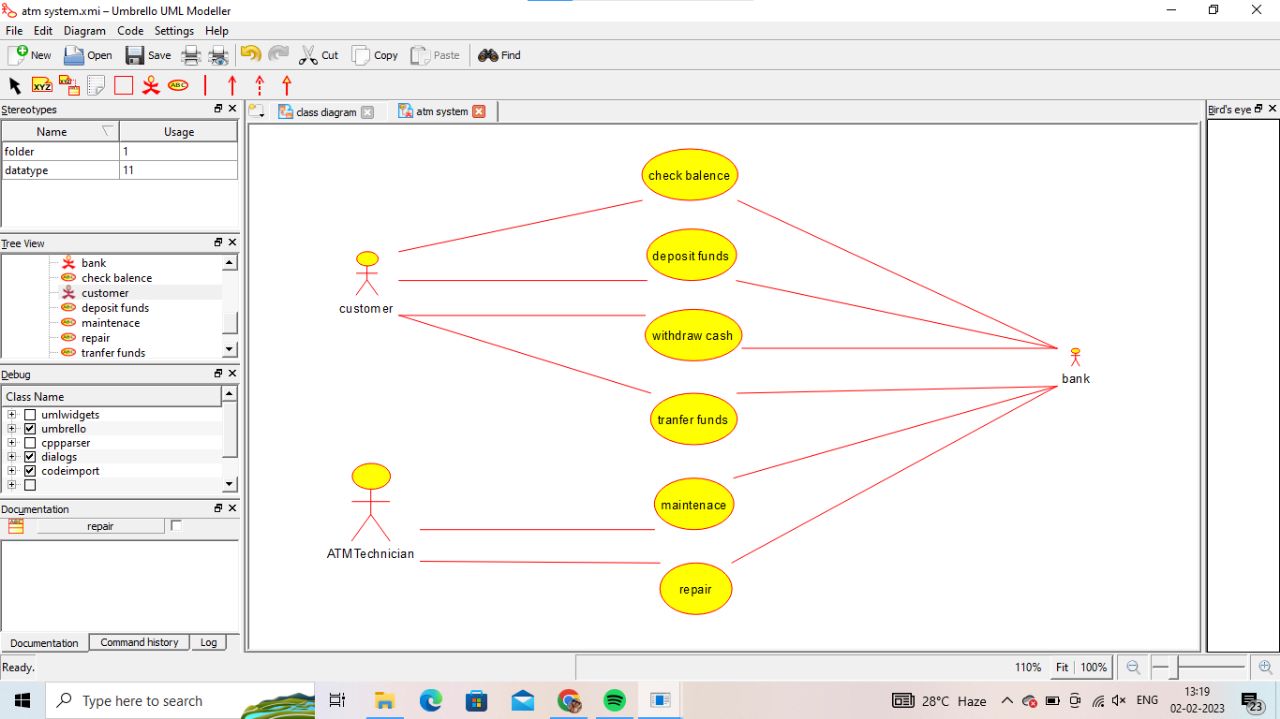 atm system.xmi – Umbrello UML Modeller
File Edit Diagram Code Settings Help
New Open Save Cut Copy Paste Find
XYZ ABC
Stereotypes
Name Usage
folder 1
datatype 11
Tree View
bank
check balence
customer
deposit funds
maintenace
repair
tranfer funds
Debug
Class Name
umlwidgets
umbrello
cppparser
dialogs
codeimport
Documentation
repair
Documentation Command history Log
class diagram atm system
Bird's eye
check balence
deposit funds
customer
withdraw cash
bank
tranfer funds
maintenace
ATMTechnician
repair
Ready.
110% Fit 100%
Type here to search
28°C Haze
ENG
13:19
02-02-2023
23